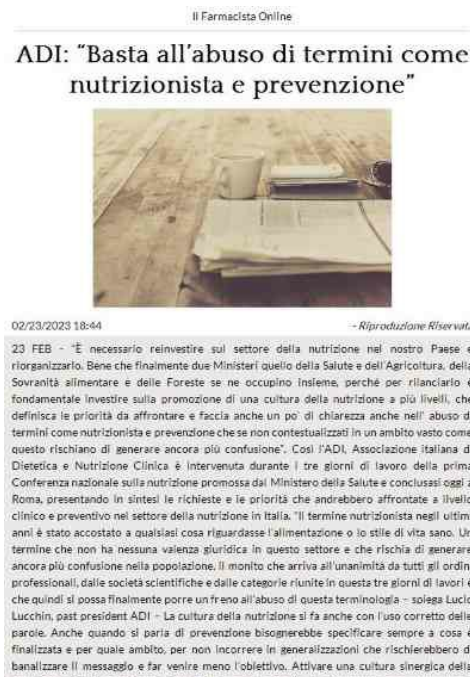 Il Farmacista Online
ADI: “Basta all’abuso di termini come
nutrizionista e prevenzione”
02/23/2023 18:44
- Riproduzione Riservata
23 FEB - "È necessario reinvestire sul settore della nutrizione nel nostro Paese e
riorganizzarlo. Bene che finalmente due Ministeri quello della Salute e dell'Agricoltura, della
Sovranità alimentare e delle Foreste se ne occupino insieme, perché per rilanciarlo è
fondamentale investire sulla promozione di una cultura della nutrizione a più livelli, che
definisca le priorità da affrontare e faccia anche un po' di chiarezza anche nell' abuso di
termini come nutrizionista e prevenzione che se non contestualizzati in un ambito vasto come
questo rischiano di generare ancora più confusione". Così l'ADI, Associazione italiana di
Dietetica e Nutrizione Clinica è intervenuta durante i tre giorni di lavoro della prima
Conferenza nazionale sulla nutrizione promossa dal Ministero della Salute e conclusasi oggi a
Roma, presentando in sintesi le richieste e le priorità che andrebbero affrontate a livello
clinico e preventivo nel settore della nutrizione in Italia. "Il termine nutrizionista negli ultimi
anni è stato accostato a qualsiasi cosa riguardasse l'alimentazione o lo stile di vita sano. Un
termine che non ha nessuna valenza giuridica in questo settore e che rischia di generare
ancora più confusione nella popolazione. Il monito che arriva all'unanimità da tutti gli ordini
professionali, dalle società scientifiche e dalle categorie riunite in questa tre giorni di lavori è
che quindi si possa finalmente porre un freno all'abuso di questa terminologia – spiega Lucio
Lucchin, past president ADI – La cultura della nutrizione si fa anche con l'uso corretto delle
parole. Anche quando si parla di prevenzione bisognerebbe specificare sempre a cosa è
finalizzata e per quale ambito, per non incorrere in generalizzazioni che rischierebbero di
banalizzare il messaggio e far venire meno l'obiettivo. Attivare una cultura sinergica della